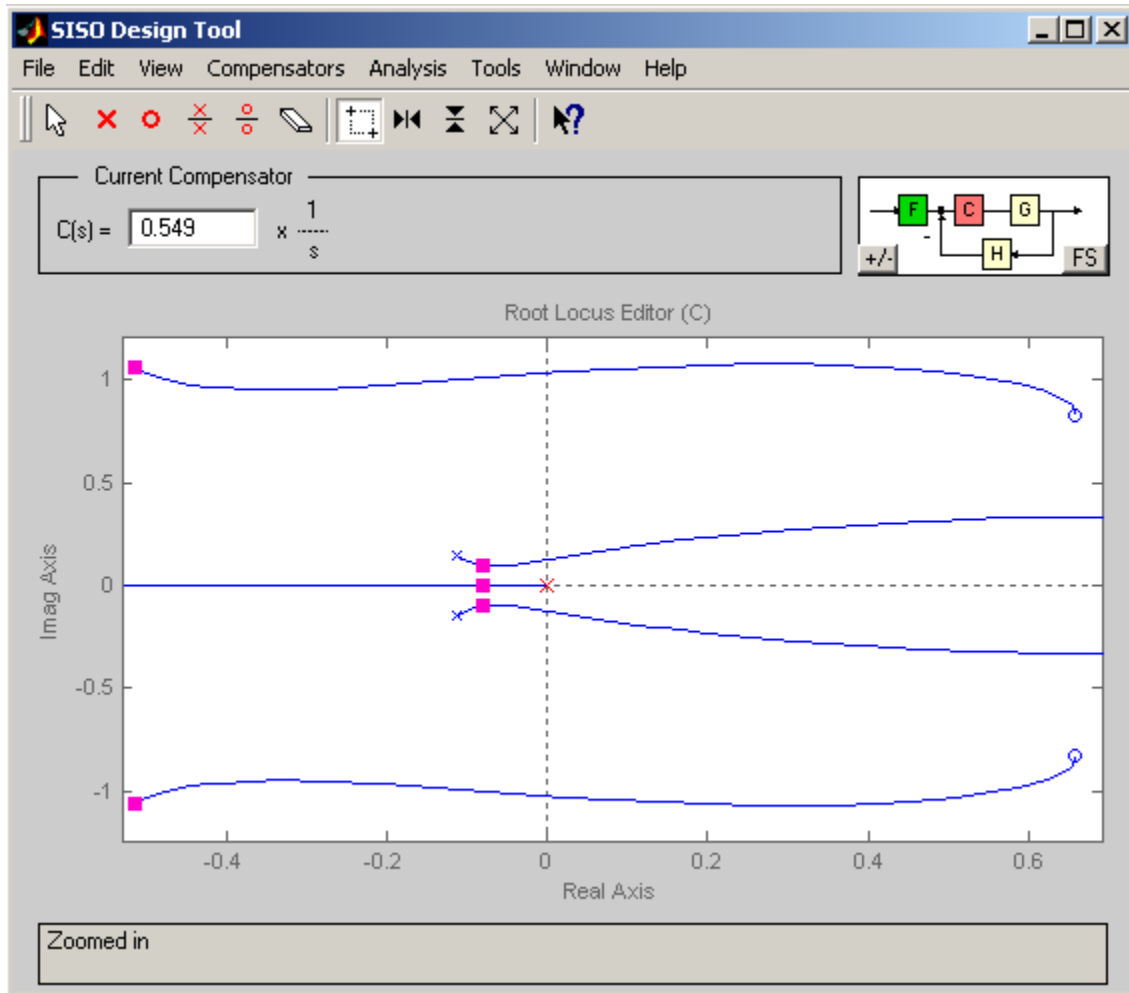 SISO Design Tool
File Edit View Compensators Analysis Tools Window Help
Current Compensator
C(s) = 0.549 x 1
s
F C G
H
-
+/- FS
Root Locus Editor (C)
1
0.5
0
-0.5
-1
Imag Axis
-0.4 -0.2 0 0.2 0.4 0.6
Real Axis
Zoomed in